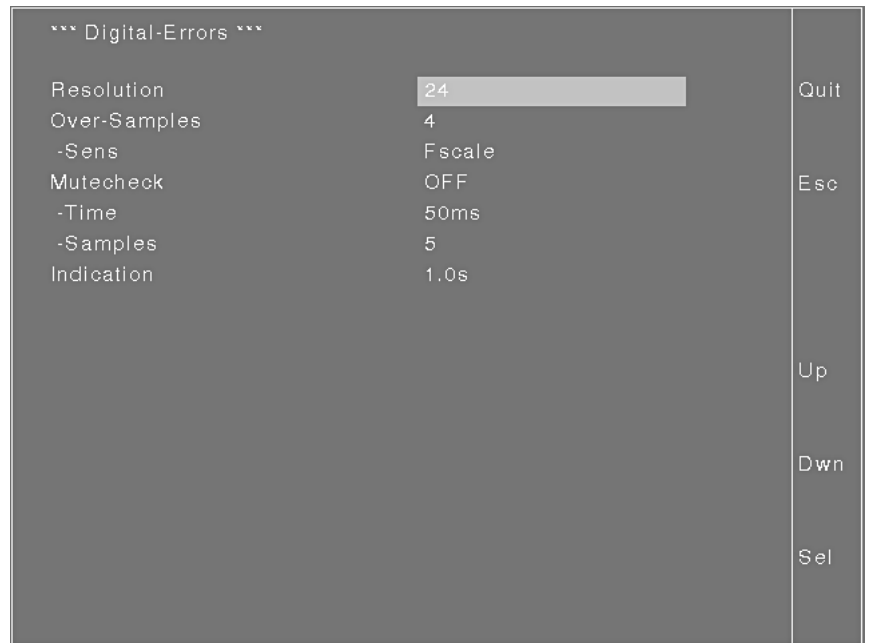 *** Digital-Errors ***
Resolution 24
Over-Samples 4
-Sens Fscale
Mutecheck OFF
-Time 50ms
-Samples 5
Indication 1.0s
Quit
Esc
Up
Dwn
Sel